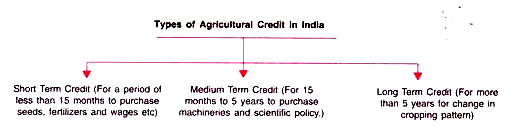 Types of Agricultural Credit in India
Short Term Credit (For a period of
less than 15 months to purchase
seeds, fertilizers and wages etc)
Medium Term Credit (For 15
months to 5 years to purchase
machineries and scientific policy.)
Long Term Credit (For more
than 5 years for change in
cropping pattern)